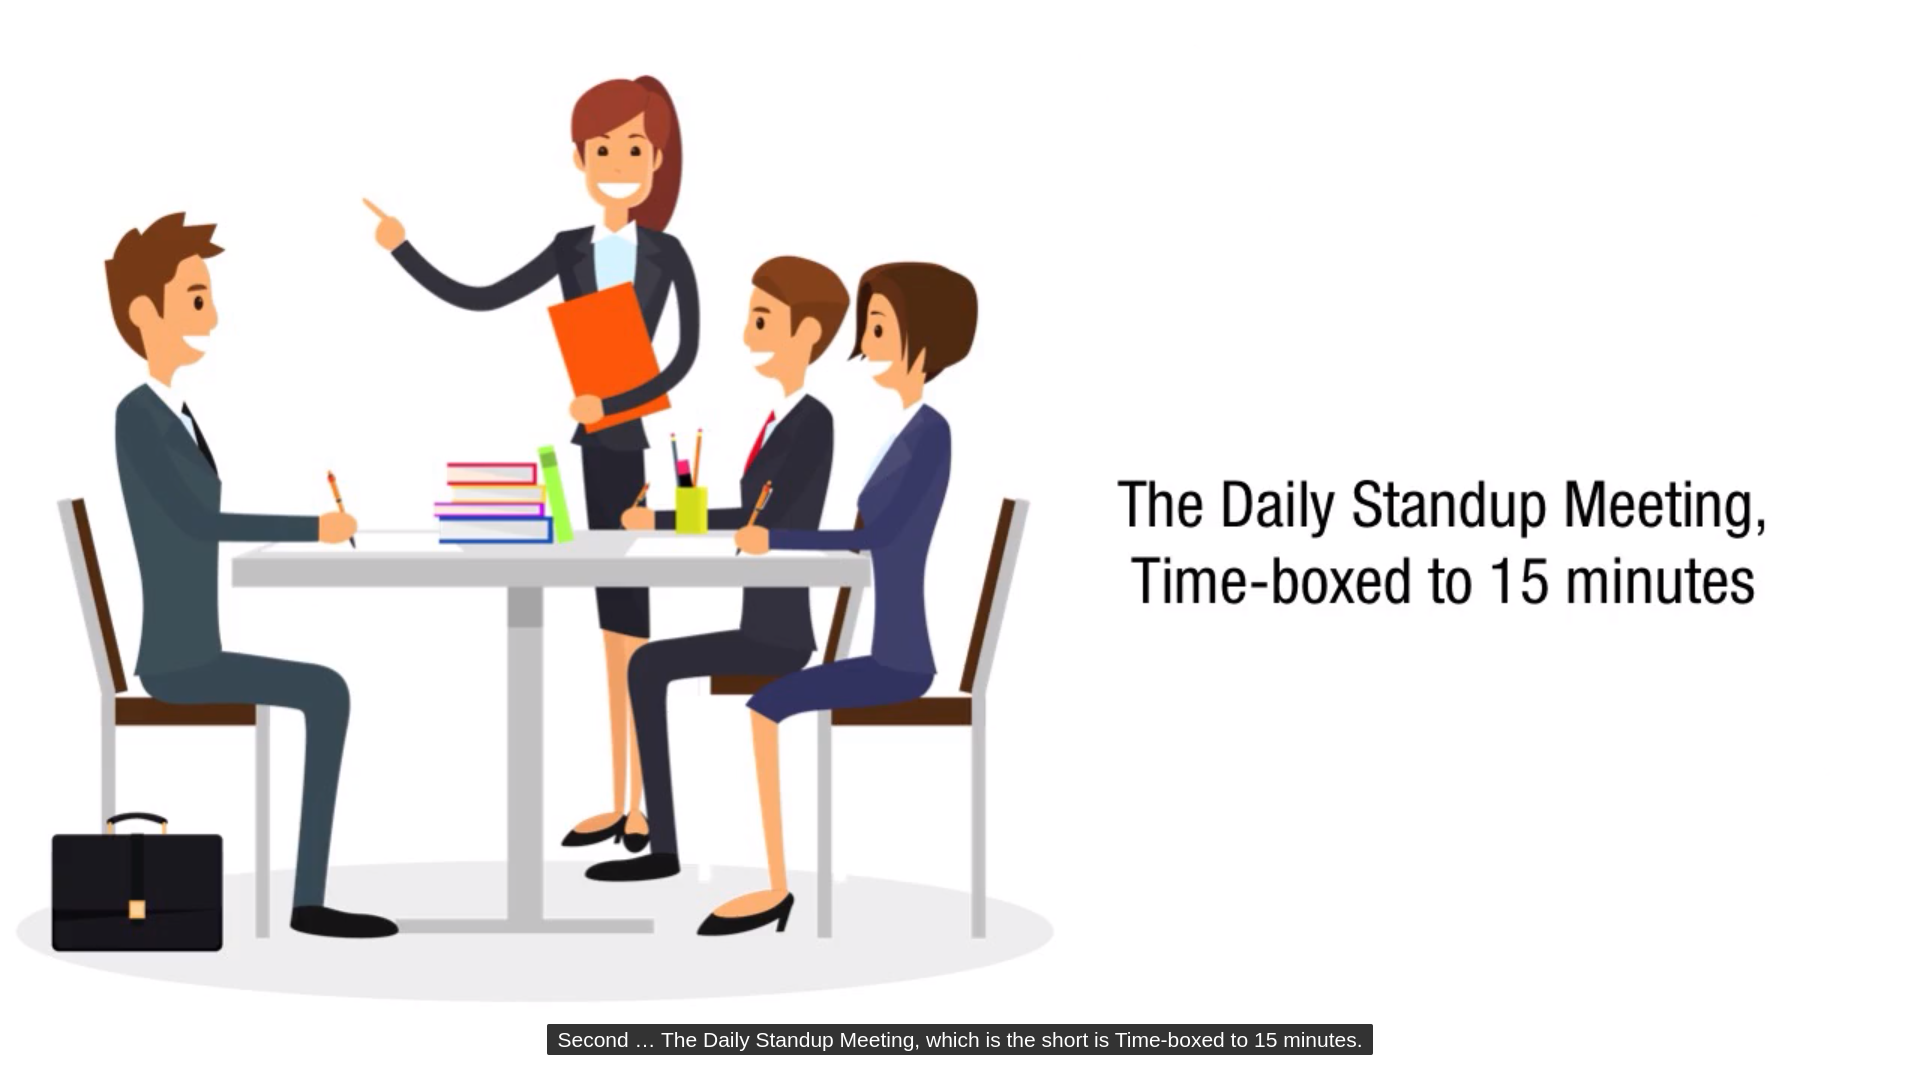 The Daily Standup Meeting,
Time-boxed to 15 minutes
Second … The Daily Standup Meeting, which is the short is Time-boxed to 15 minutes.